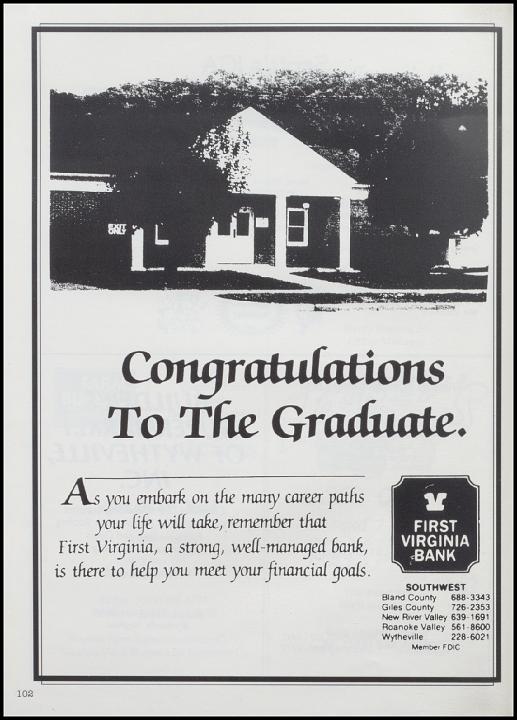 EXIT
ONLY
Congratulations
To The Graduate.
As you embark on the many career paths
your life will take, remember that
First Virginia, a strong, well-managed bank,
is there to help you meet your financial goals.
FIRST
VIRGINIA
BANK
SOUTHWEST
Bland County 688-3343
Giles County 726-2353
New River Valley 639-1691
Roanoke Valley 561-8600
Wytheville 228-6021
Member FDIC
102